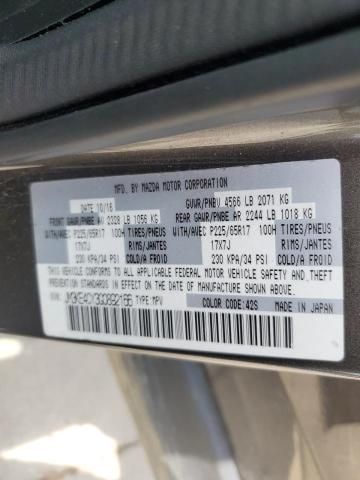 MFD. BY MAZDA MOTOR CORPORATION
DATE: 10/16 GVWR/PNBV 4566 LB 2071 KG
FRONT GAWR/PNBE AV 2328 LB 1056 KG REAR GAWR/PNBE AR 2244 LB 1018 KG
WITH/AVEC P225/65R17 100H TIRES/PNEUS WITH/AVEC P225/65R17 100H TIRES/PNEUS
17X7J RIMS/JANTES 17X7J RIMS/JANTES
230 KPA/34 PSI COLD/A FROID 230 KPA/34 PSI COLD/A FROID
THIS VEHICLE CONFORMS TO ALL APPLICABLE FEDERAL MOTOR VEHICLE SAFETY, BUMPER, AND THEFT
PREVENTION STANDARDS IN EFFECT ON THE DATE OF MANUFACTURE SHOWN ABOVE.
TYPE: MPV COLOR CODE: 42S MADE IN JAPAN